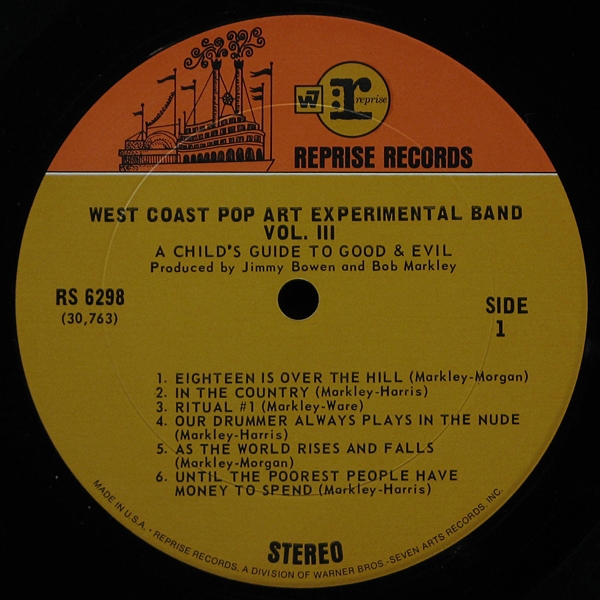 W7
r:reprise
REPRISE RECORDS
WEST COAST POP ART EXPERIMENTAL BAND
VOL. III
A CHILD'S GUIDE TO GOOD & EVIL
Produced by Jimmy Bowen and Bob Markley
RS 6298
(30,763)
SIDE
1
1. EIGHTEEN IS OVER THE HILL (Markley-Morgan)
2. IN THE COUNTRY (Markley-Harris)
3. RITUAL #1 (Markley-Ware)
4. OUR DRUMMER ALWAYS PLAYS IN THE NUDE
(Markley-Harris)
5. AS THE WORLD RISES AND FALLS
(Markley-Morgan)
6. UNTIL THE POOREST PEOPLE HAVE
MONEY TO SPEND (Markley-Harris)
STEREO
MADE IN U.S.A. • REPRISE RECORDS, A DIVISION OF WARNER BROS.-SEVEN ARTS RECORDS, INC.